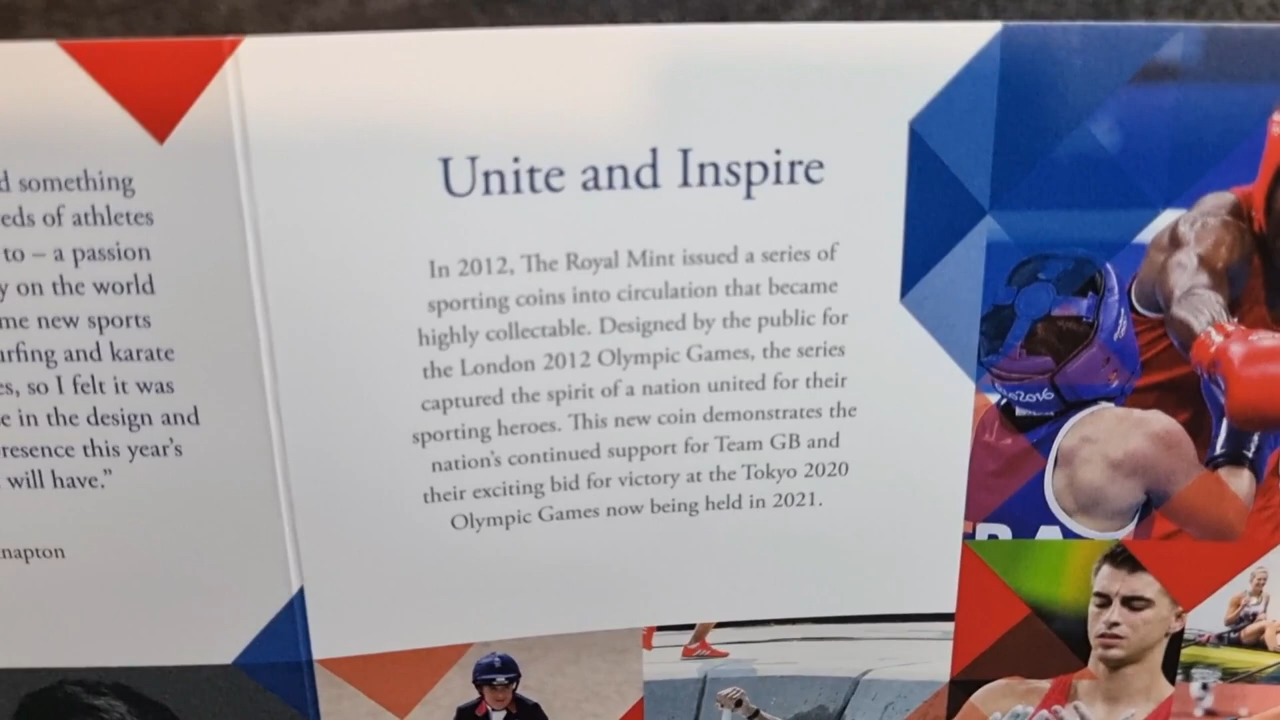 d something
eds of athletes
to – a passion
y on the world
me new sports
urfing and karate
es, so I felt it was
e in the design and
resence this year's
will have."
napton
Unite and Inspire
In 2012, The Royal Mint issued a series of
sporting coins into circulation that became
highly collectable. Designed by the public for
the London 2012 Olympic Games, the series
captured the spirit of a nation united for their
sporting heroes. This new coin demonstrates the
nation's continued support for Team GB and
their exciting bid for victory at the Tokyo 2020
Olympic Games now being held in 2021.